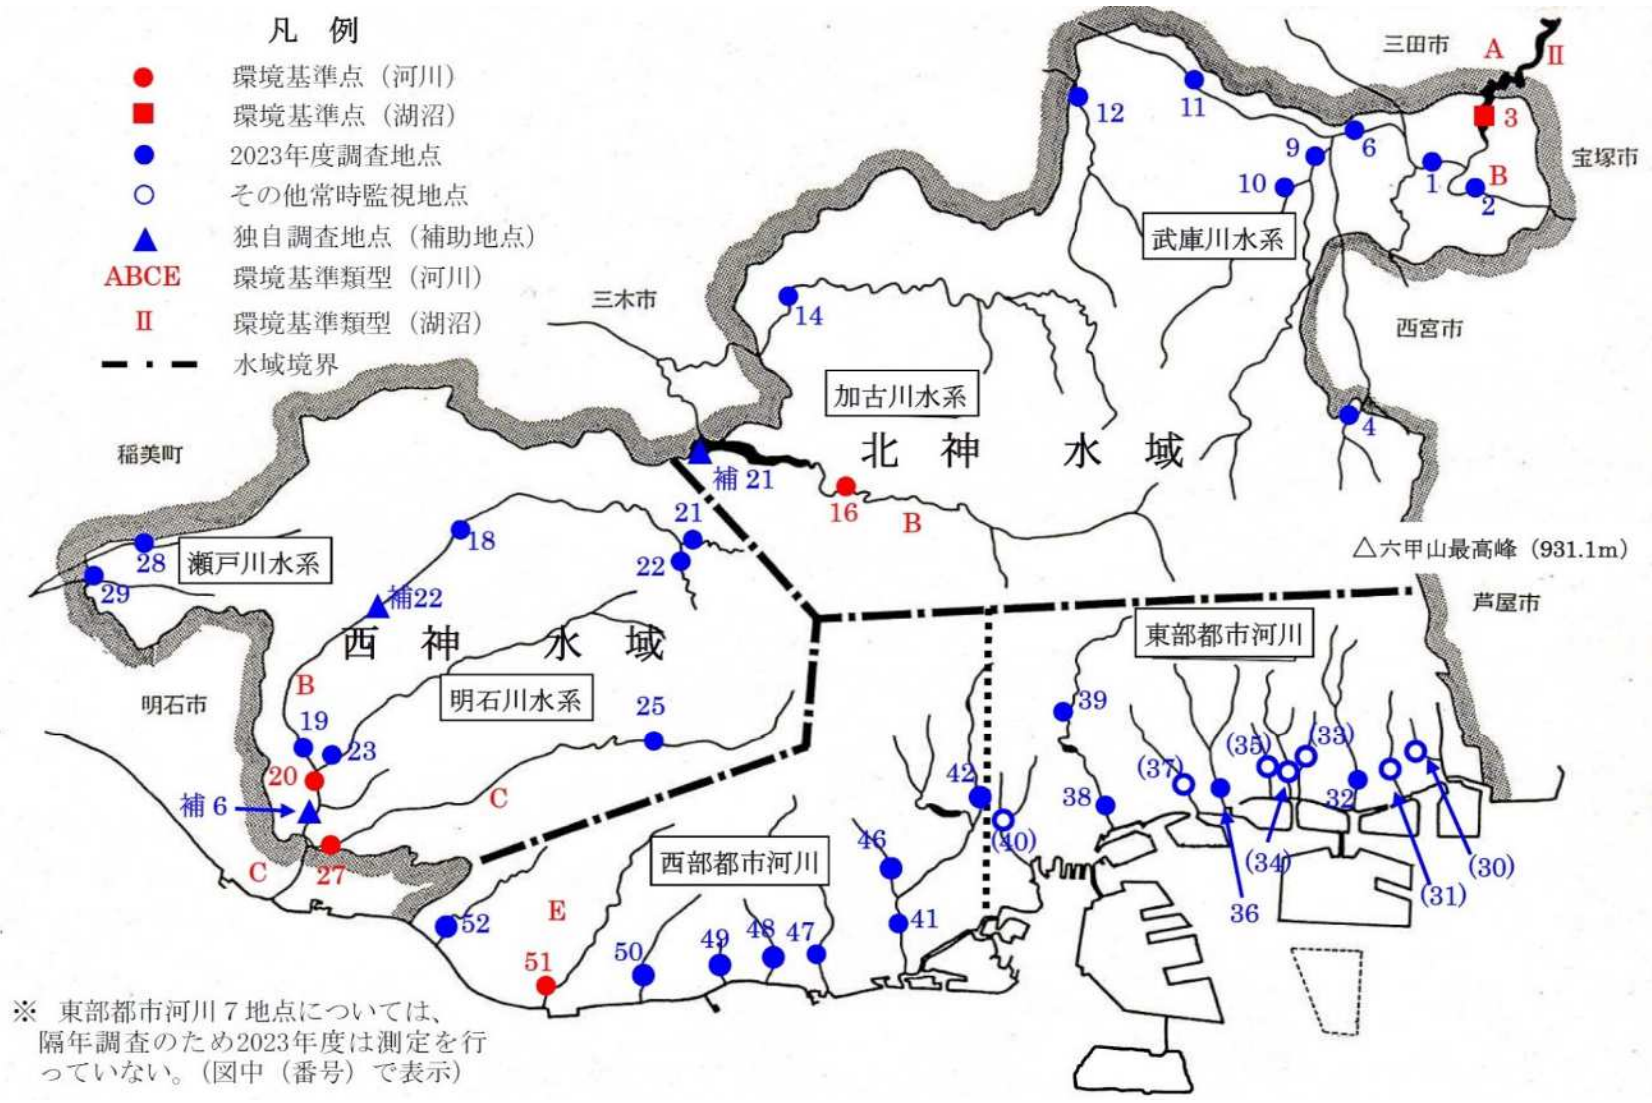 凡 例
環境基準点（河川）
環境基準点（湖沼）
2023年度調査地点
その他常時監視地点
独自調査地点（補助地点）
ABCE 環境基準類型（河川）
II 環境基準類型（湖沼）
水域境界
三田市
A
II
3
宝塚市
12
11
6
9
1
B
10
2
武庫川水系
三木市
14
西宮市
加古川水系
4
北 神 水 域
稲美町
補 21
16
B
21
18
22
△六甲山最高峰（931.1m）
瀬戸川水系
28
29
補22
芦屋市
西 神 水 域
東部都市河川
B
明石川水系
明石市
25
39
19
23
20
(37)
(35)
(33)
42
38
32
補 6
C
(40)
46
(34)
(30)
(31)
36
西部都市河川
C
27
E
52
41
51
50
49
48
47
※ 東部都市河川７地点については、
隔年調査のため2023年度は測定を行
っていない。（図中（番号）で表示）